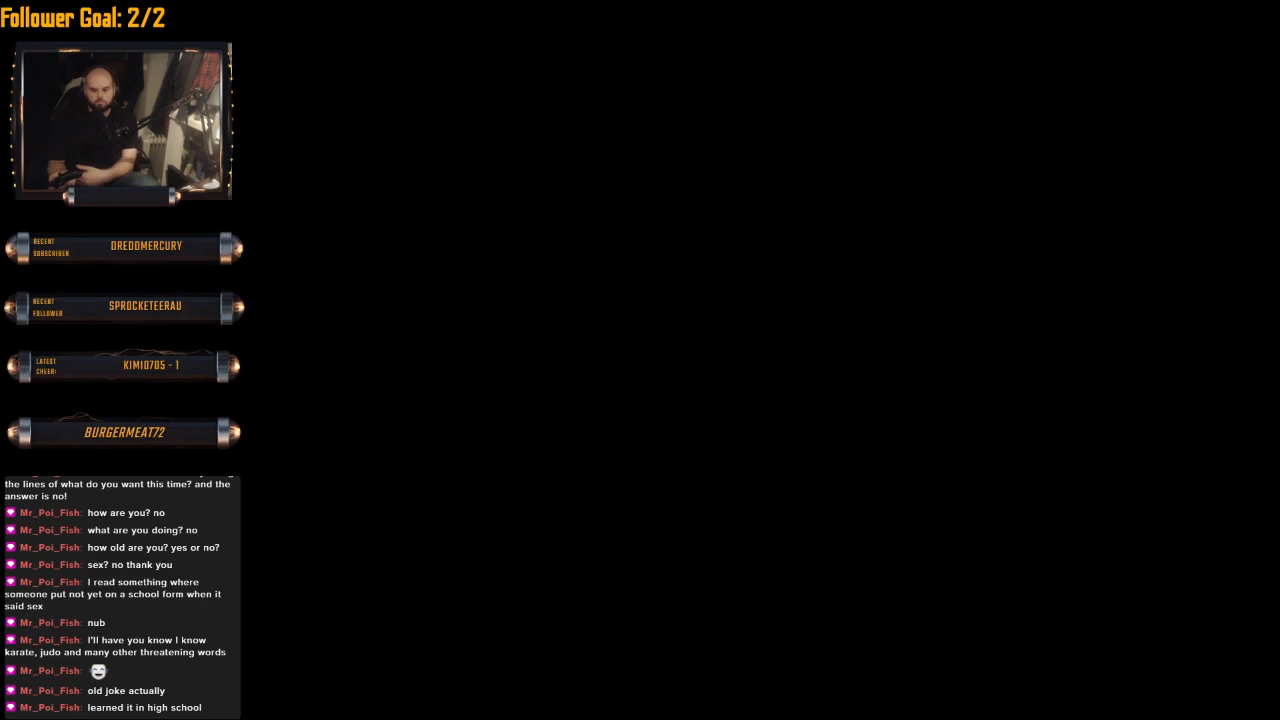 Follower Goal: 2/2
RECENT
SUBSCRIBER
DREDDMERCURY
RECENT
FOLLOWER
SPROCKETEERAU
LATEST
CHEER:
KIMI0705 - 1
BURGERMEAT72
the lines of what do you want this time? and the
answer is no!
Mr_Poi_Fish: how are you? no
Mr_Poi_Fish: what are you doing? no
Mr_Poi_Fish: how old are you? yes or no?
Mr_Poi_Fish: sex? no thank you
Mr_Poi_Fish: I read something where
someone put not yet on a school form when it
said sex
Mr_Poi_Fish: nub
Mr_Poi_Fish: I'll have you know I know
karate, judo and many other threatening words
Mr_Poi_Fish:
Mr_Poi_Fish: old joke actually
Mr_Poi_Fish: learned it in high school